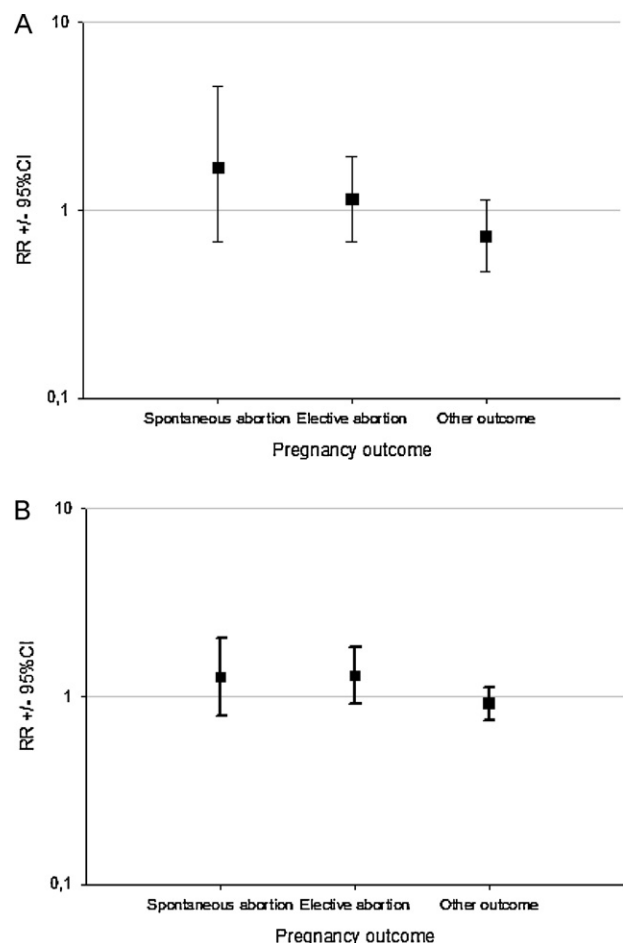 A
10
RR +/- 95%CI
1
0,1
Spontaneous abortion Elective abortion Other outcome
Pregnancy outcome
B
10
RR +/- 95%CI
1
0,1
Spontaneous abortion Elective abortion Other outcome
Pregnancy outcome